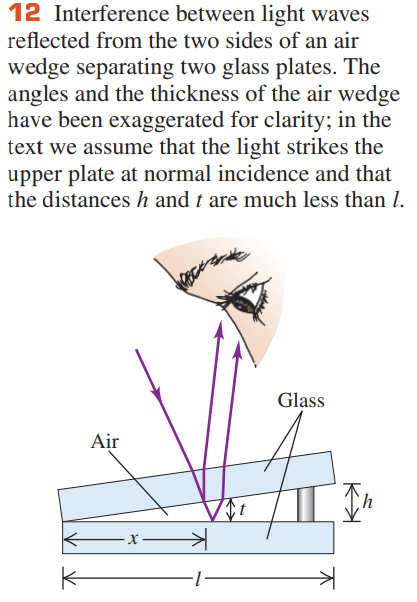 12 Interference between light waves
reflected from the two sides of an air
wedge separating two glass plates. The
angles and the thickness of the air wedge
have been exaggerated for clarity; in the
text we assume that the light strikes the
upper plate at normal incidence and that
the distances h and t are much less than l.
Glass
Air
t
h
x
l